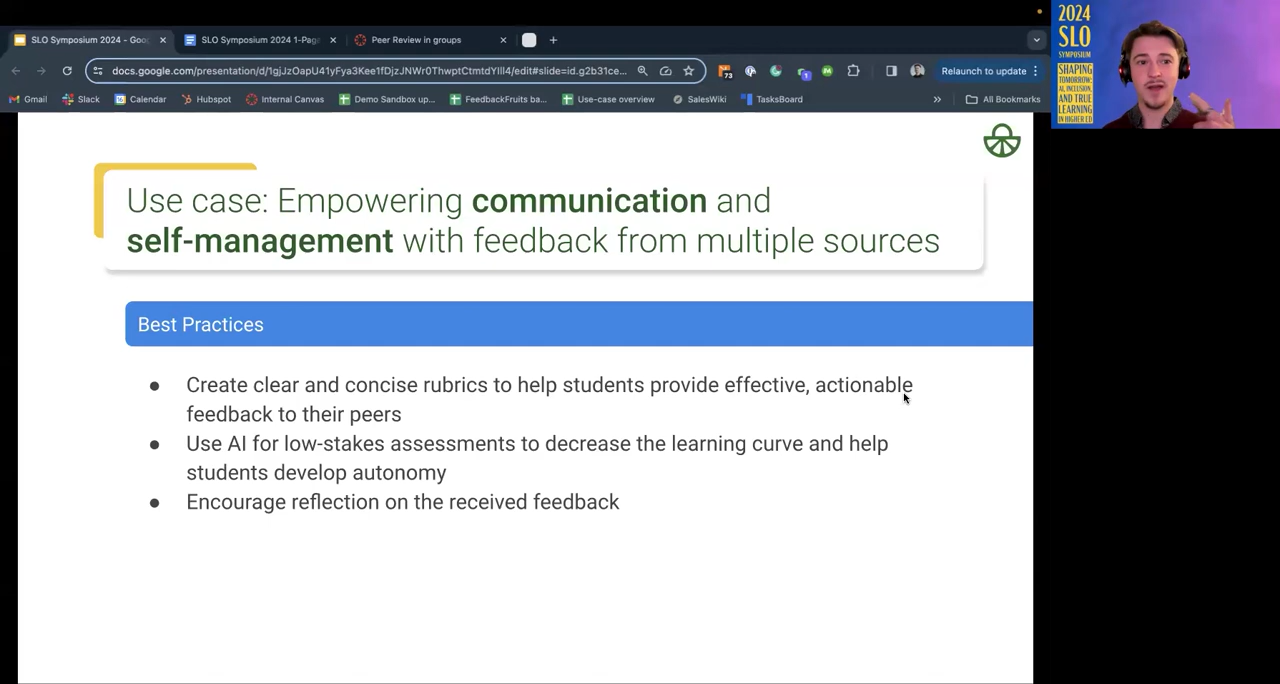 SLO Symposium 2024 - Goo
SLO Symposium 2024 1-Page
Peer Review in groups
docs.google.com/presentation/d/1gjJzOapU41yFya3Kee1fDjzJNWr0ThwptCtmtdYIll4/edit#slide=id.g2b31ce...
73
1
Relaunch to update
Gmail
Slack
Calendar
Hubspot
Internal Canvas
Demo Sandbox up...
FeedbackFruits ba...
Use-case overview
SalesWiki
TasksBoard
All Bookmarks
2024
SLO
SYMPOSIUM
SHAPING
TOMORROW:
AI, INCLUSION,
AND TRUE
LEARNING
IN HIGHER ED
Use case: Empowering communication and
self-management with feedback from multiple sources
Best Practices
● Create clear and concise rubrics to help students provide effective, actionable
feedback to their peers
● Use AI for low-stakes assessments to decrease the learning curve and help
students develop autonomy
● Encourage reflection on the received feedback